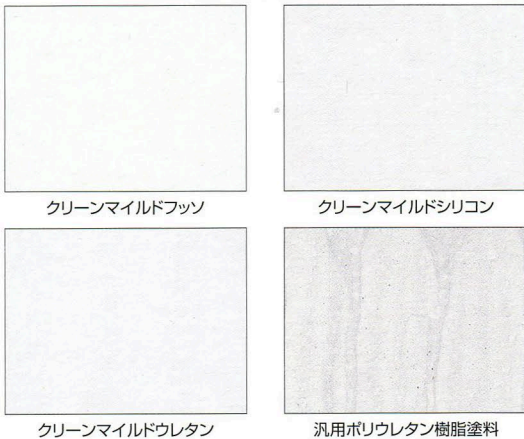 クリーンマイルドフッソ
クリーンマイルドシリコン
クリーンマイルドウレタン
汎用ポリウレタン樹脂塗料